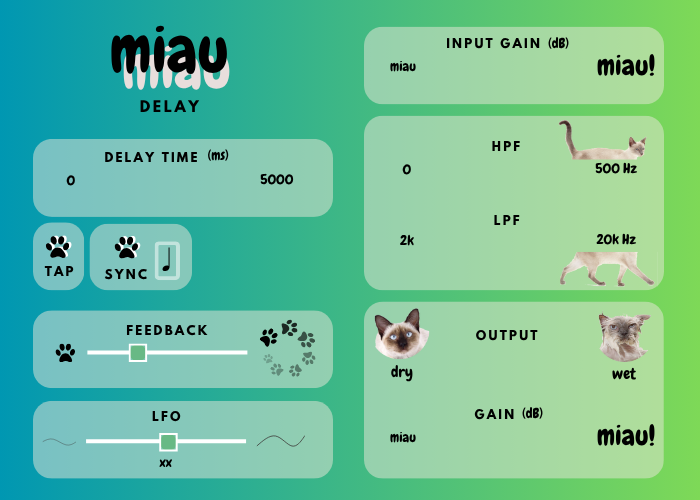 miau
DELAY
DELAY TIME (ms)
0 5000
TAP
SYNC
FEEDBACK
LFO
xx
INPUT GAIN (dB)
miau miau!
HPF
0 500 Hz
LPF
2k 20k Hz
OUTPUT
dry wet
GAIN (dB)
miau miau!